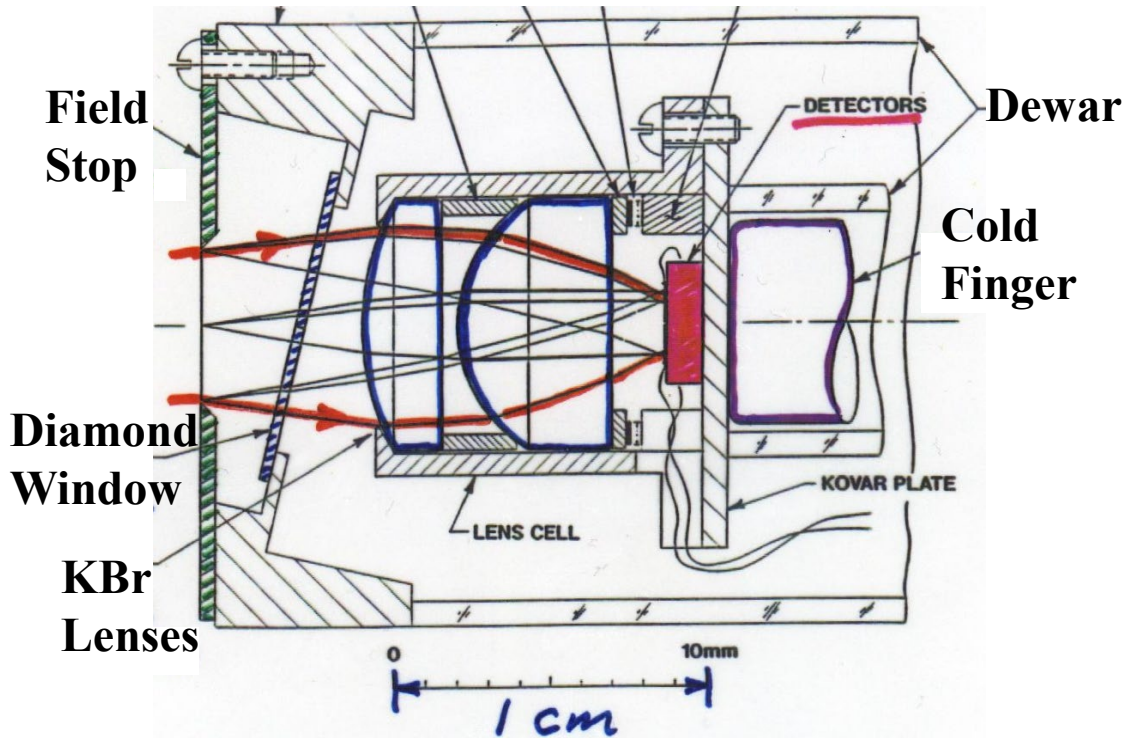 Field
Stop
DETECTORS
Dewar
Cold
Finger
Diamond
Window
KOVAR PLATE
LENS CELL
KBr
Lenses
0
10mm
1 cm